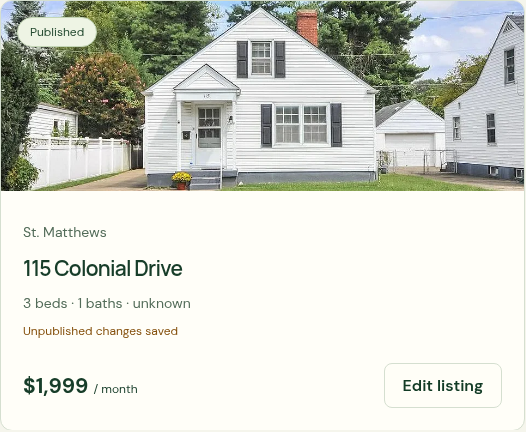 Published
115
St. Matthews
115 Colonial Drive
3 beds · 1 baths · unknown
Unpublished changes saved
$1,999 / month
Edit listing